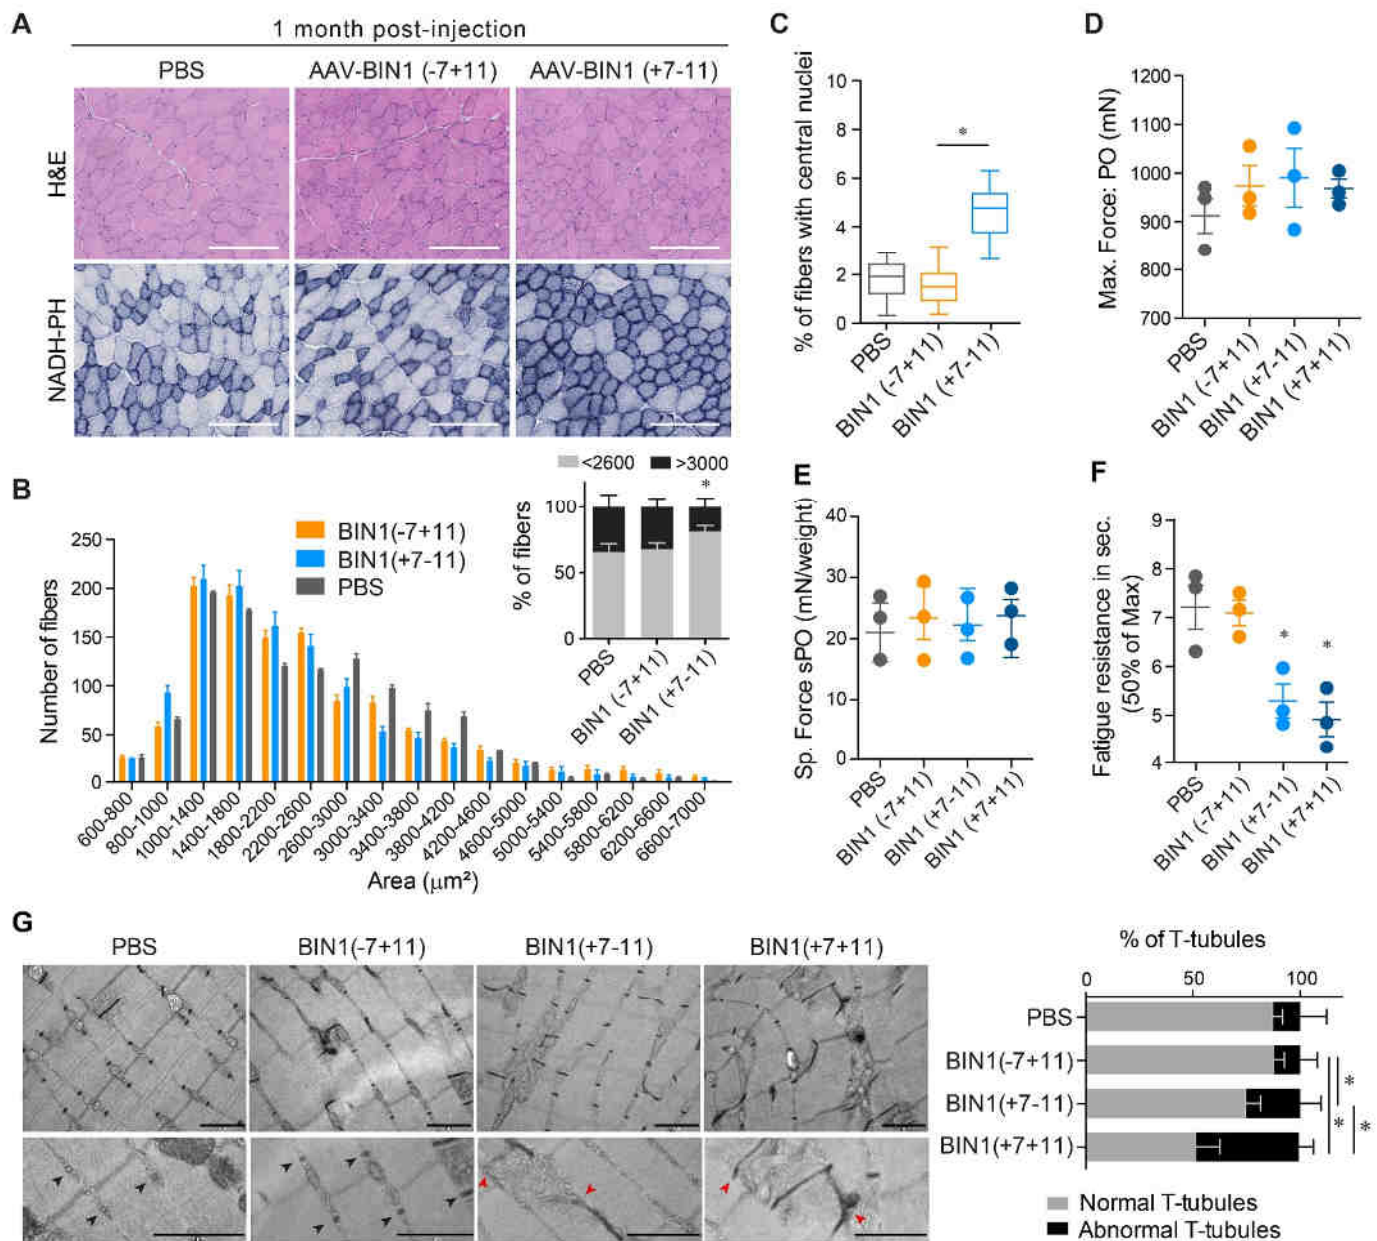 A
1 month post-injection
PBS
AAV-BIN1 (-7+11)
AAV-BIN1 (+7-11)
H&E
NADH-PH
B
<2600
>3000
BIN1(-7+11)
BIN1(+7-11)
PBS
Number of fibers
250
200
150
100
50
0
600-800
800-1000
1000-1400
1400-1800
1800-2200
2200-2600
2600-3000
3000-3400
3400-3800
3800-4200
4200-4600
4600-5000
5000-5400
5400-5800
5800-6200
6200-6600
6600-7000
Area (µm²)
% of fibers
100
50
0
*
PBS
BIN1 (-7+11)
BIN1 (+7-11)
C
% of fibers with central nuclei
10
8
6
4
2
0
*
PBS
BIN1 (-7+11)
BIN1 (+7-11)
D
Max. Force: PO (mN)
1200
1100
1000
900
800
700
PBS
BIN1 (-7+11)
BIN1 (+7-11)
BIN1 (+7+11)
E
Sp. Force sPO (mN/weight)
40
30
20
10
0
PBS
BIN1 (-7+11)
BIN1 (+7-11)
BIN1 (+7+11)
F
Fatigue resistance in sec.
(50% of Max)
9
8
7
6
5
4
*
*
PBS
BIN1 (-7+11)
BIN1 (+7-11)
BIN1 (+7+11)
G
PBS
BIN1(-7+11)
BIN1(+7-11)
BIN1(+7+11)
% of T-tubules
0
50
100
PBS
BIN1(-7+11)
BIN1(+7-11)
BIN1(+7+11)
*
*
*
Normal T-tubules
Abnormal T-tubules